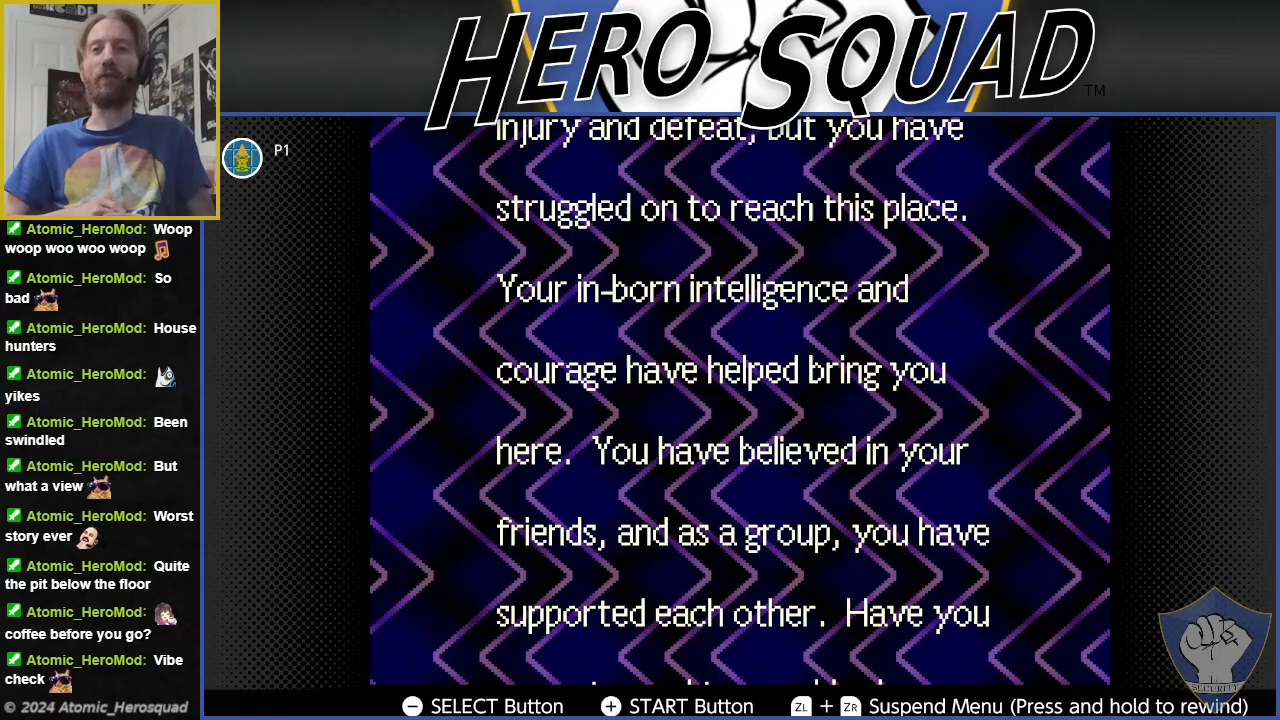 HERO SQUAD
TM
P1
injury and defeat, but you have
struggled on to reach this place.
Your in-born intelligence and
courage have helped bring you
here.  You have believed in your
friends, and as a group, you have
supported each other.  Have you
Atomic_HeroMod: Woop
woop woo woo woop
Atomic_HeroMod: So
bad
Atomic_HeroMod: House
hunters
Atomic_HeroMod:
yikes
Atomic_HeroMod: Been
swindled
Atomic_HeroMod: But
what a view
Atomic_HeroMod: Worst
story ever
Atomic_HeroMod: Quite
the pit below the floor
Atomic_HeroMod:
coffee before you go?
Atomic_HeroMod: Vibe
check
© 2024 Atomic_Herosquad
SECURITY
− SELECT Button + START Button ZL + ZR Suspend Menu (Press and hold to rewind)